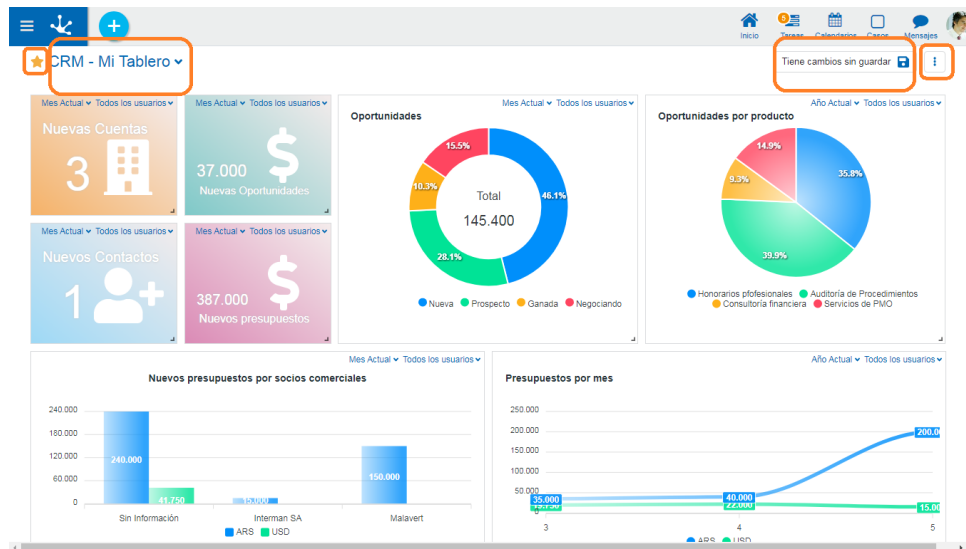 5
Inicio Tareas Calendarios Casos Mensajes
CRM - Mi Tablero
Tiene cambios sin guardar
Mes Actual Todos los usuarios
Nuevas Cuentas
3
Mes Actual Todos los usuarios
37.000
Nuevas Oportunidades
Mes Actual Todos los usuarios
Oportunidades
15.5%
10.3%
46.1%
28.1%
Total
145.400
Nueva Prospecto Ganada Negociando
Año Actual Todos los usuarios
Oportunidades por producto
14.9%
9.3%
35.8%
39.9%
Honorarios pfofesionales Auditoría de Procedimientos
Consultoría financiera Servicios de PMO
Mes Actual Todos los usuarios
Nuevos Contactos
1
Mes Actual Todos los usuarios
387.000
Nuevos presupuestos
Mes Actual Todos los usuarios
Nuevos presupuestos por socios comerciales
240.000
180.000
120.000
60.000
0
240.000
41.750
15.000
150.000
Sin Información Interman SA Malavert
ARS USD
Año Actual Todos los usuarios
Presupuestos por mes
250.000
200.000
150.000
100.000
50.000
0
35.000
40.000
22.000
200.0
15.00
3 4 5
ARS USD